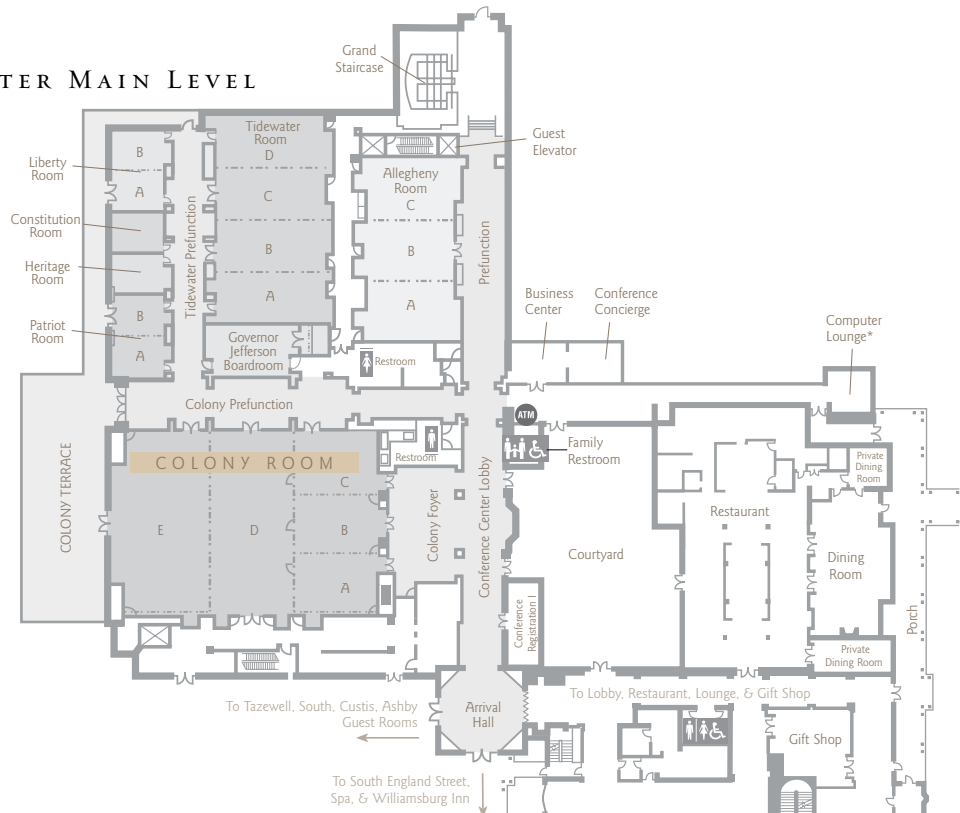 TER MAIN LEVEL
Grand
Staircase
Guest
Elevator
Liberty
Room
B
A
Constitution
Room
Heritage
Room
Patriot
Room
B
A
Tidewater Prefunction
Tidewater
Room
D
C
B
A
Allegheny
Room
C
B
A
Prefunction
Governor
Jefferson
Boardroom
Restroom
Business
Center
Conference
Concierge
Computer
Lounge*
Colony Prefunction
ATM
Family
Restroom
Restroom
COLONY TERRACE
COLONY ROOM
E
D
C
B
A
Colony Foyer
Conference Center Lobby
Conference
Registration I
Courtyard
Restaurant
Private
Dining
Room
Dining
Room
Private
Dining Room
Porch
To Lobby, Restaurant, Lounge, & Gift Shop
To Tazewell, South, Custis, Ashby
Guest Rooms
Arrival
Hall
Gift Shop
To South England Street,
Spa, & Williamsburg Inn